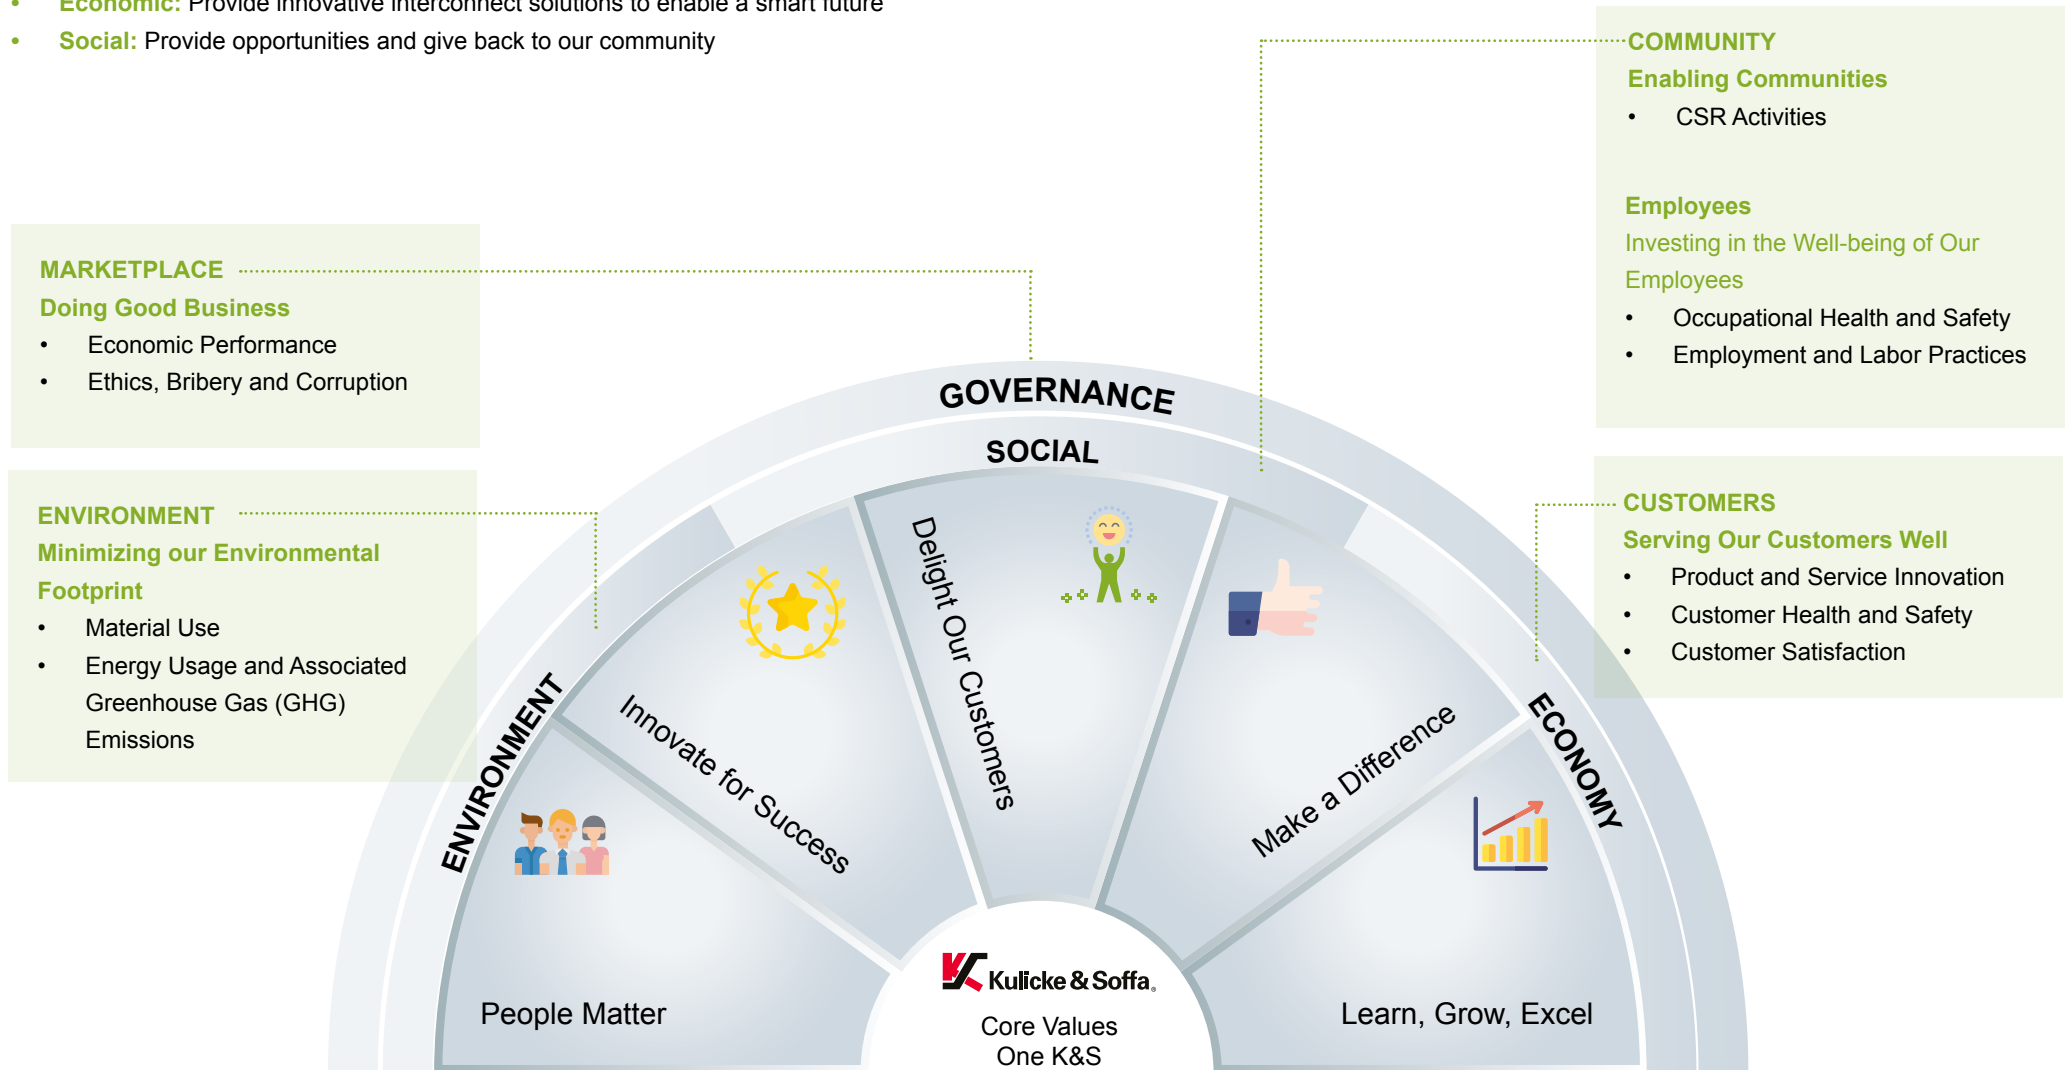 • Economic: Provide innovative interconnect solutions to enable a smart future
• Social: Provide opportunities and give back to our community
COMMUNITY
Enabling Communities
• CSR Activities
Employees
Investing in the Well-being of Our
Employees
• Occupational Health and Safety
• Employment and Labor Practices
MARKETPLACE
Doing Good Business
• Economic Performance
• Ethics, Bribery and Corruption
ENVIRONMENT
Minimizing our Environmental
Footprint
• Material Use
• Energy Usage and Associated
Greenhouse Gas (GHG)
Emissions
CUSTOMERS
Serving Our Customers Well
• Product and Service Innovation
• Customer Health and Safety
• Customer Satisfaction
GOVERNANCE
SOCIAL
ENVIRONMENT
ECONOMY
People Matter
Innovate for Success
Delight Our Customers
Make a Difference
Learn, Grow, Excel
Kulicke & Soffa®
Core Values
One K&S